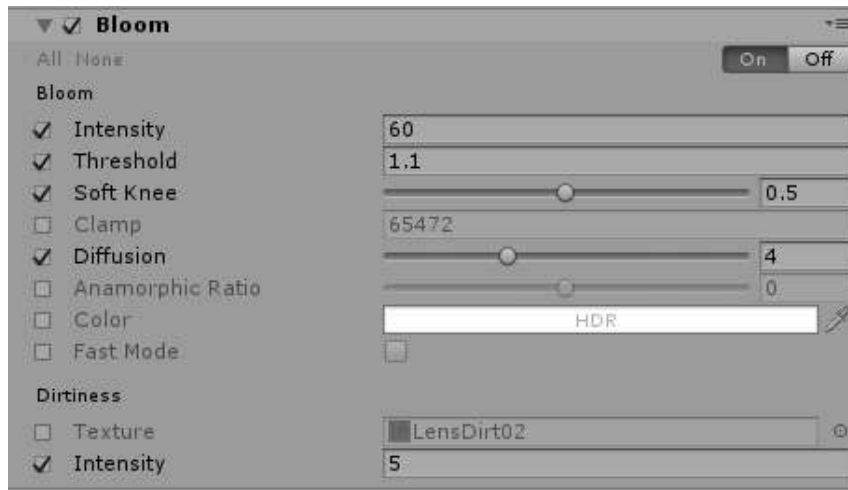 Bloom
All None On Off
Bloom
Intensity 60
Threshold 1.1
Soft Knee 0.5
Clamp 65472
Diffusion 4
Anamorphic Ratio 0
Color HDR
Fast Mode
Dirtiness
Texture LensDirt02
Intensity 5